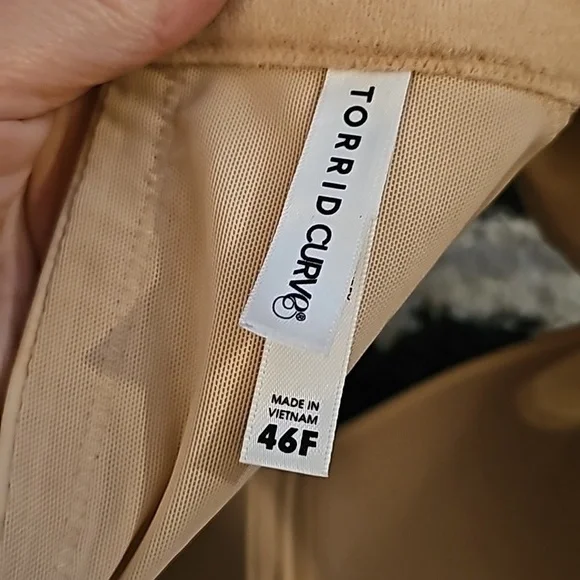 TORRID CURVE®
MADE IN
VIETNAM
46F